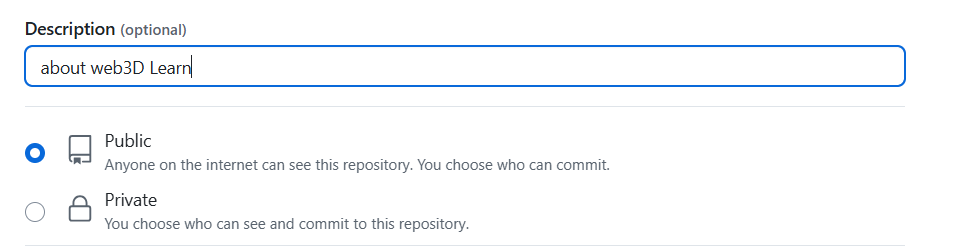 Description (optional)
about web3D Learn
Public
Anyone on the internet can see this repository. You choose who can commit.
Private
You choose who can see and commit to this repository.